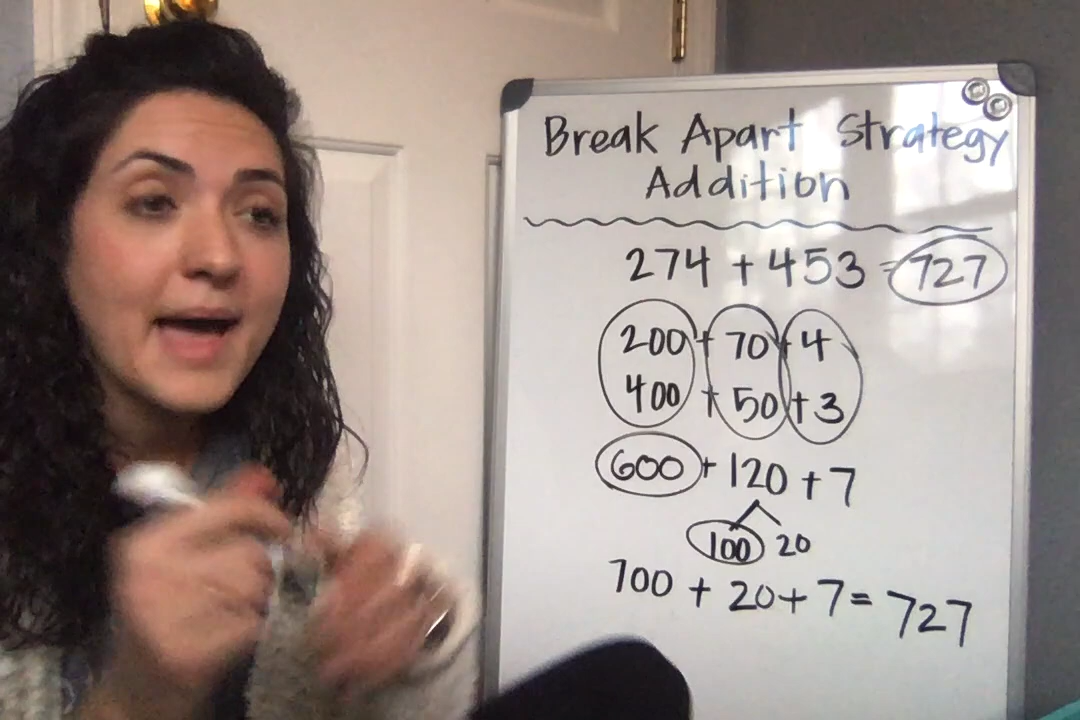 Break Apart Strategy
Addition
274 + 453 = 727
200 + 70 + 4
400 + 50 + 3
600 + 120 + 7
100 20
700 + 20 + 7 = 727